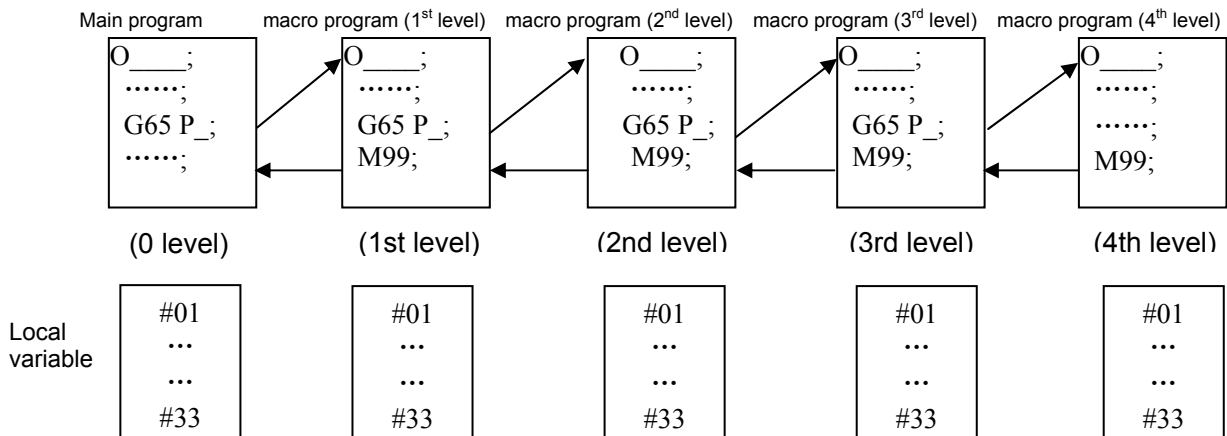 Main program macro program (1st level) macro program (2nd level) macro program (3rd level) macro program (4th level)
O____; O____; O____; O____; O____;
······; ······; ······; ······; ······;
G65 P_; G65 P_; G65 P_; G65 P_; ······;
······; M99; M99; M99; M99;
(0 level) (1st level) (2nd level) (3rd level) (4th level)
Local variable
#01 #01 #01 #01 #01
... ... ... ... ...
... ... ... ... ...
#33 #33 #33 #33 #33